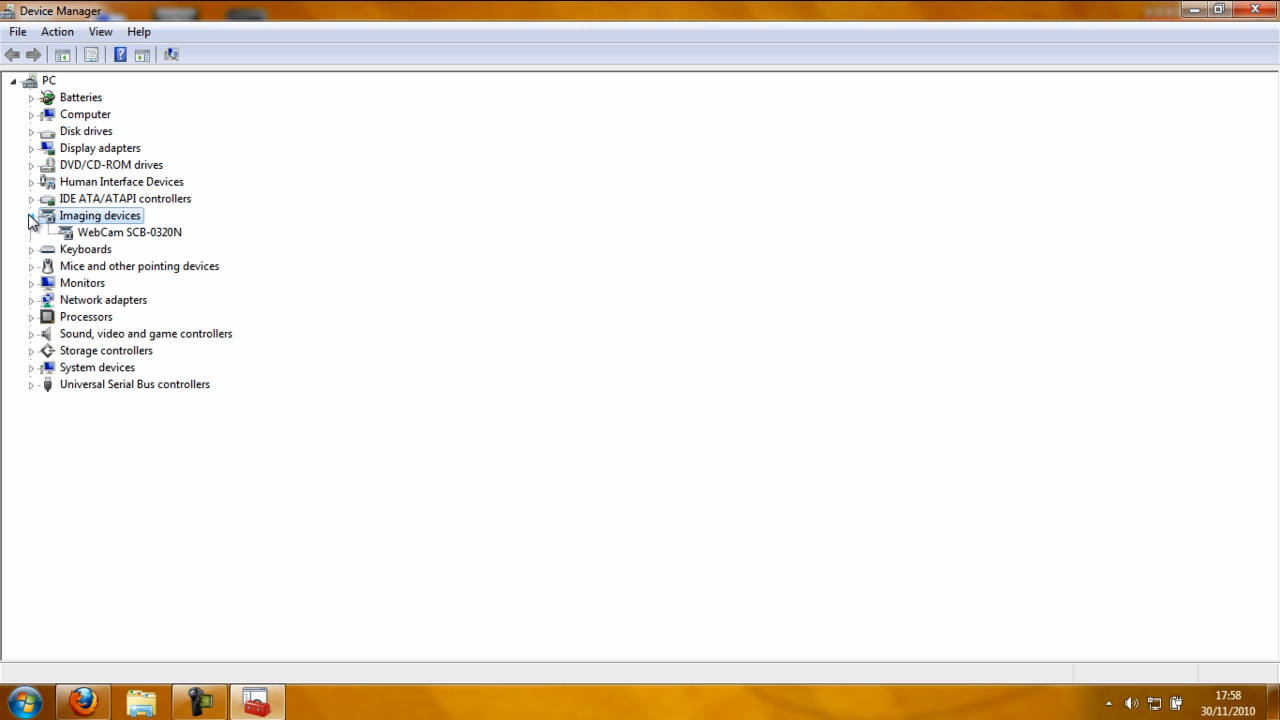 Device Manager
File Action View Help
PC
Batteries
Computer
Disk drives
Display adapters
DVD/CD-ROM drives
Human Interface Devices
IDE ATA/ATAPI controllers
Imaging devices
WebCam SCB-0320N
Keyboards
Mice and other pointing devices
Monitors
Network adapters
Processors
Sound, video and game controllers
Storage controllers
System devices
Universal Serial Bus controllers
17:58
30/11/2010